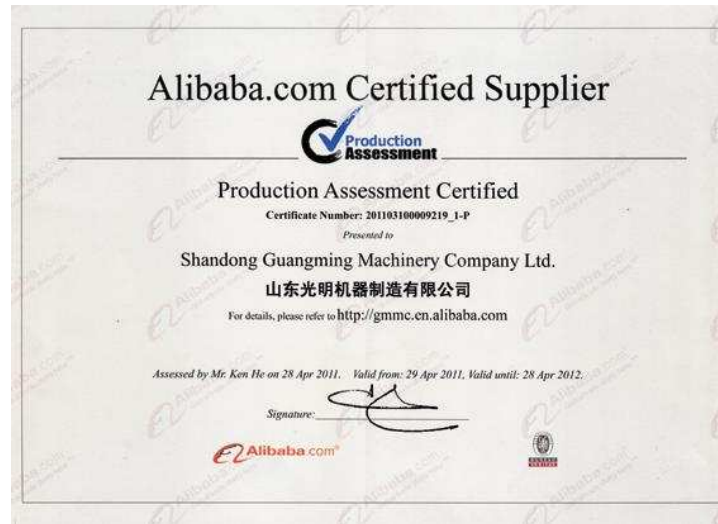 Alibaba.com Certified Supplier
Production
Assessment
Production Assessment Certified
Certificate Number: 201103100009219_1-P
Presented to
Shandong Guangming Machinery Company Ltd.
山东光明机器制造有限公司
For details, please refer to http://gmmc.en.alibaba.com
Assessed by Mr. Ken He on 28 Apr 2011. Valid from: 29 Apr 2011, Valid until: 28 Apr 2012.
Signature:
Alibaba.com®
BUREAU
VERITAS